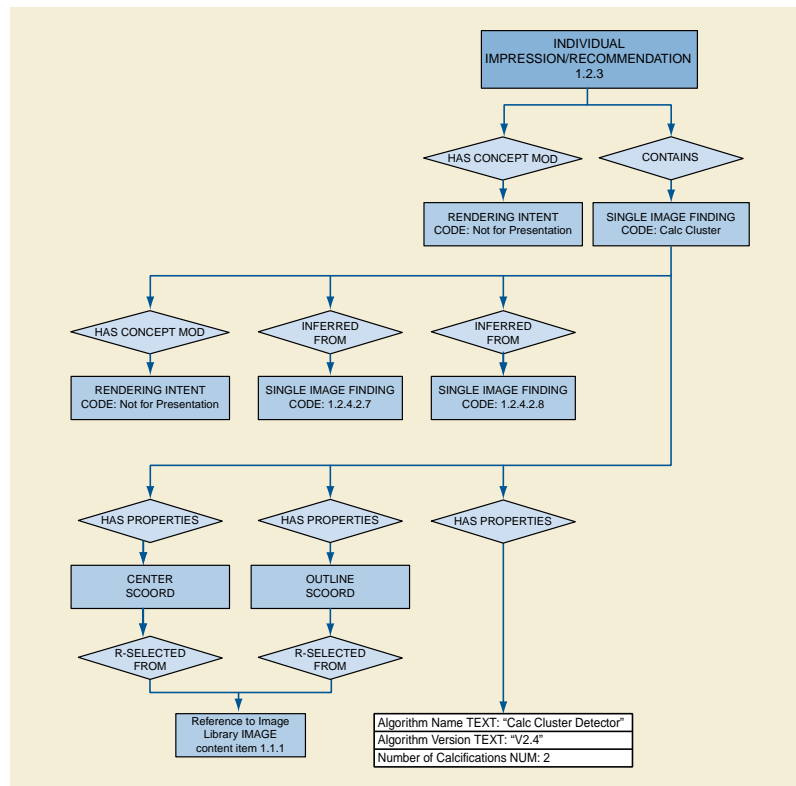 INDIVIDUAL
IMPRESSION/RECOMMENDATION
1.2.3
HAS CONCEPT MOD
CONTAINS
RENDERING INTENT
CODE: Not for Presentation
SINGLE IMAGE FINDING
CODE: Calc Cluster
HAS CONCEPT MOD
INFERRED
FROM
INFERRED
FROM
RENDERING INTENT
CODE: Not for Presentation
SINGLE IMAGE FINDING
CODE: 1.2.4.2.7
SINGLE IMAGE FINDING
CODE: 1.2.4.2.8
HAS PROPERTIES
HAS PROPERTIES
HAS PROPERTIES
CENTER
SCOORD
OUTLINE
SCOORD
R-SELECTED
FROM
R-SELECTED
FROM
Reference to Image
Library IMAGE
content item 1.1.1
Algorithm Name TEXT: “Calc Cluster Detector”
Algorithm Version TEXT: “V2.4”
Number of Calcifications NUM: 2